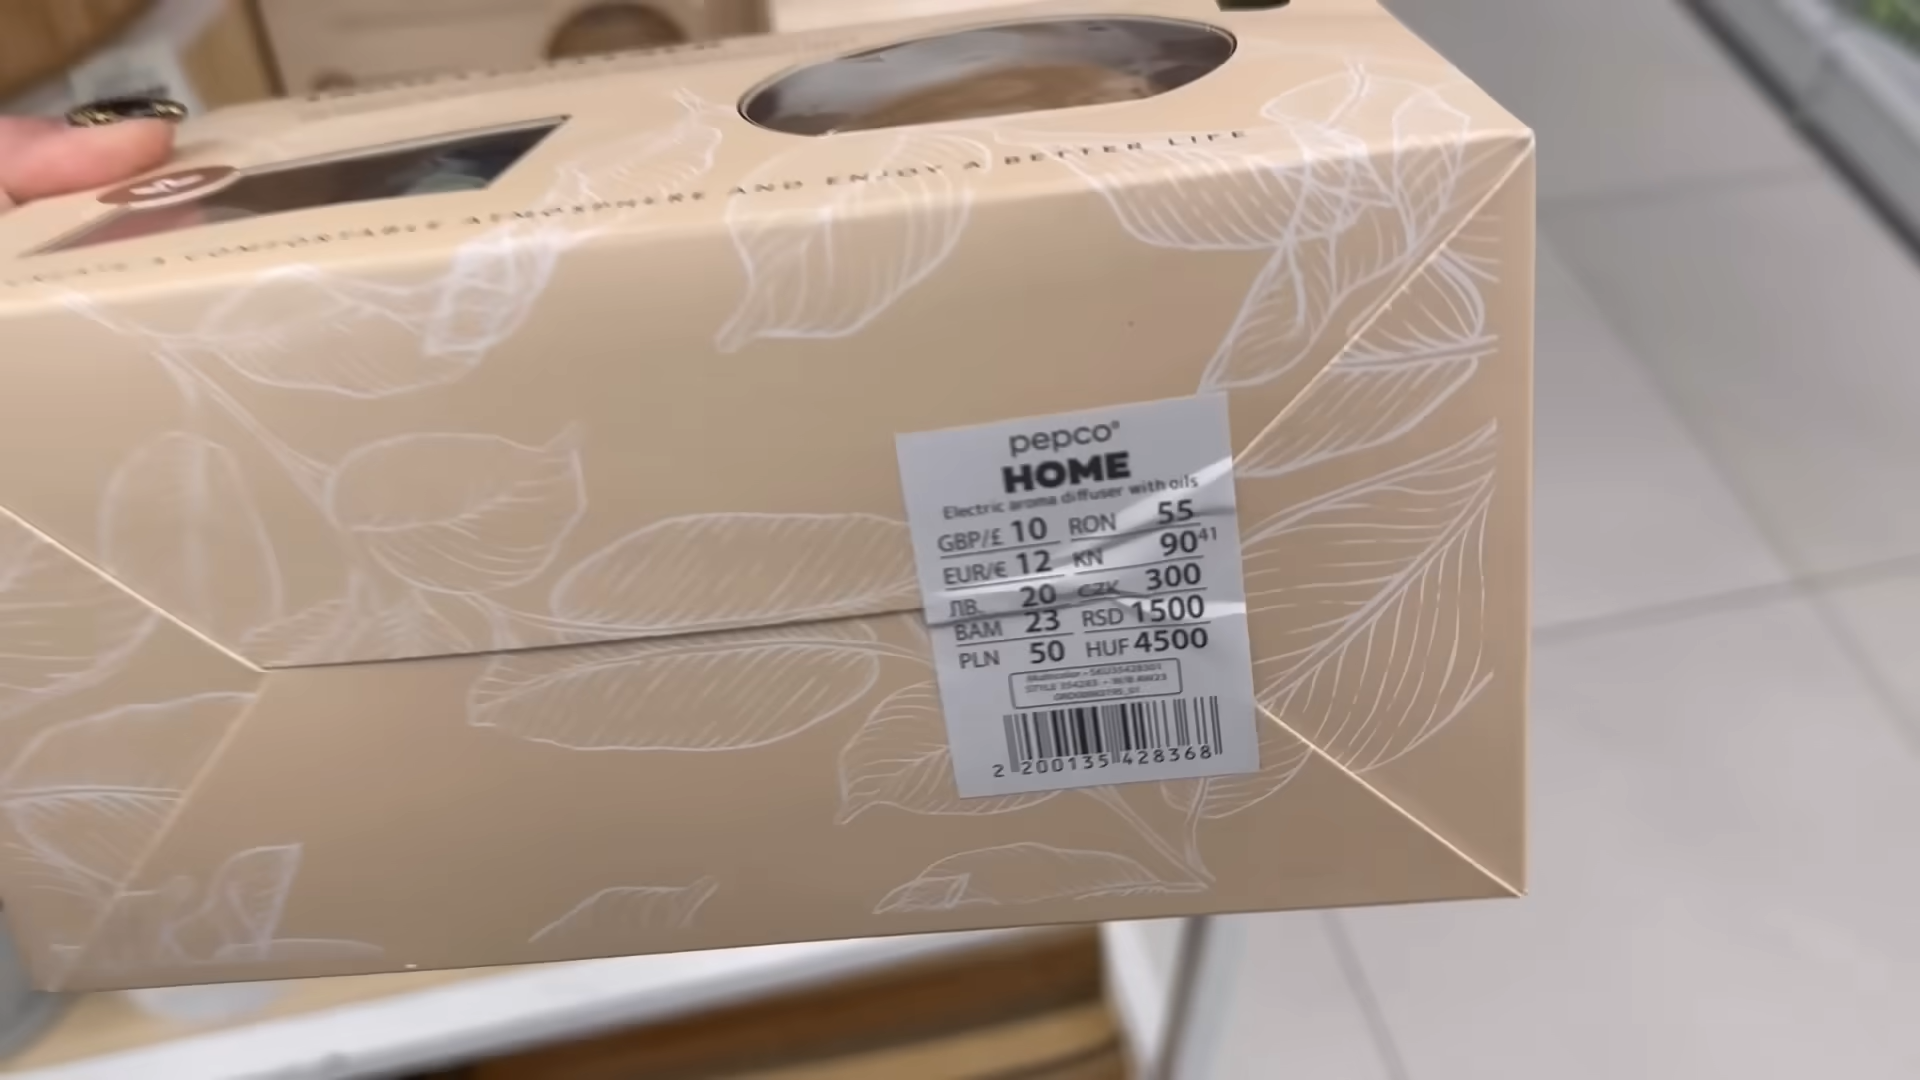 ATMOSPHERE AND ENJOY A BETTER LIFE
pepco®
HOME
Electric aroma diffuser with oils
GBP/£ 10 RON 55
EUR/€ 12 KN 90⁴¹
ЛВ. 20 CZK 300
BAM 23 RSD 1500
PLN 50 HUF 4500
2 200135 428368